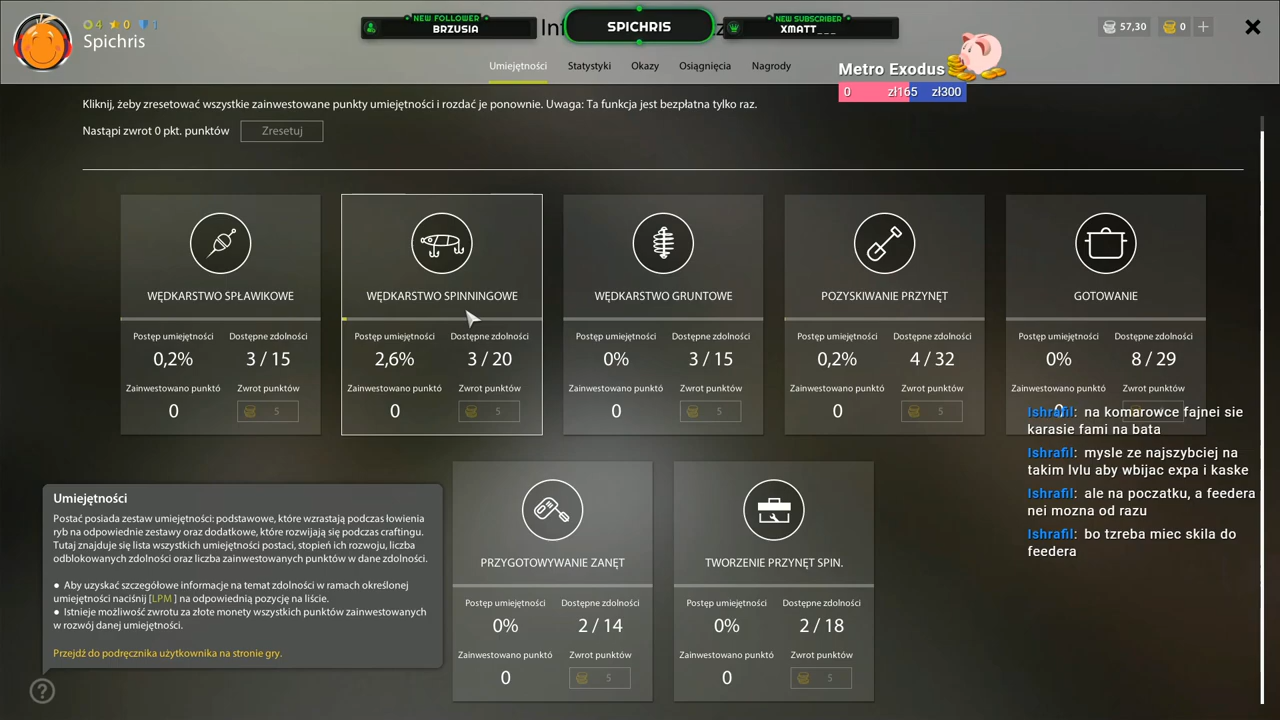 4 0 1
Spichris
NEW FOLLOWER
BRZUSIA
SPICHRIS
NEW SUBSCRIBER
XMATT___
57,30
0
Umiejętności
Statystyki
Okazy
Osiągnięcia
Nagrody
Metro Exodus
0 zł165 zł300
Kliknij, żeby zresetować wszystkie zainwestowane punkty umiejętności i rozdać je ponownie. Uwaga: Ta funkcja jest bezpłatna tylko raz.
Nastąpi zwrot 0 pkt. punktów
Zresetuj
WĘDKARSTWO SPŁAWIKOWE
Postęp umiejętności Dostępne zdolności
0,2% 3 / 15
Zainwestowano punktó Zwrot punktów
0 5
WĘDKARSTWO SPINNINGOWE
Postęp umiejętności Dostępne zdolności
2,6% 3 / 20
Zainwestowano punktó Zwrot punktów
0 5
WĘDKARSTWO GRUNTOWE
Postęp umiejętności Dostępne zdolności
0% 3 / 15
Zainwestowano punktó Zwrot punktów
0 5
POZYSKIWANIE PRZYNĘT
Postęp umiejętności Dostępne zdolności
0,2% 4 / 32
Zainwestowano punktó Zwrot punktów
0 5
GOTOWANIE
Postęp umiejętności Dostępne zdolności
0% 8 / 29
Zainwestowano punktó Zwrot punktów
Ishrafil: na komarowce fajnei sie
karasie fami na bata
Ishrafil: mysle ze najszybciej na
takim lvlu aby wbijac expa i kaske
Ishrafil: ale na poczatku, a feedera
nei mozna od razu
Ishrafil: bo tzreba miec skila do
feedera
Umiejętności
Postać posiada zestaw umiejętności: podstawowe, które wzrastają podczas łowienia
ryb na odpowiednie zestawy oraz dodatkowe, które rozwijają się podczas craftingu.
Tutaj znajduje się lista wszystkich umiejętności postaci, stopień ich rozwoju, liczba
odblokowanych zdolności oraz liczba zainwestowanych punktów w dane zdolności.
● Aby uzyskać szczegółowe informacje na temat zdolności w ramach określonej
umiejętności naciśnij [LPM ] na odpowiednią pozycję na liście.
● Istnieje możliwość zwrotu za złote monety wszystkich punktów zainwestowanych
w rozwój danej umiejętności.
Przejdź do podręcznika użytkownika na stronie gry.
PRZYGOTOWYWANIE ZANĘT
Postęp umiejętności Dostępne zdolności
0% 2 / 14
Zainwestowano punktó Zwrot punktów
0 5
TWORZENIE PRZYNĘT SPIN.
Postęp umiejętności Dostępne zdolności
0% 2 / 18
Zainwestowano punktó Zwrot punktów
0 5
?